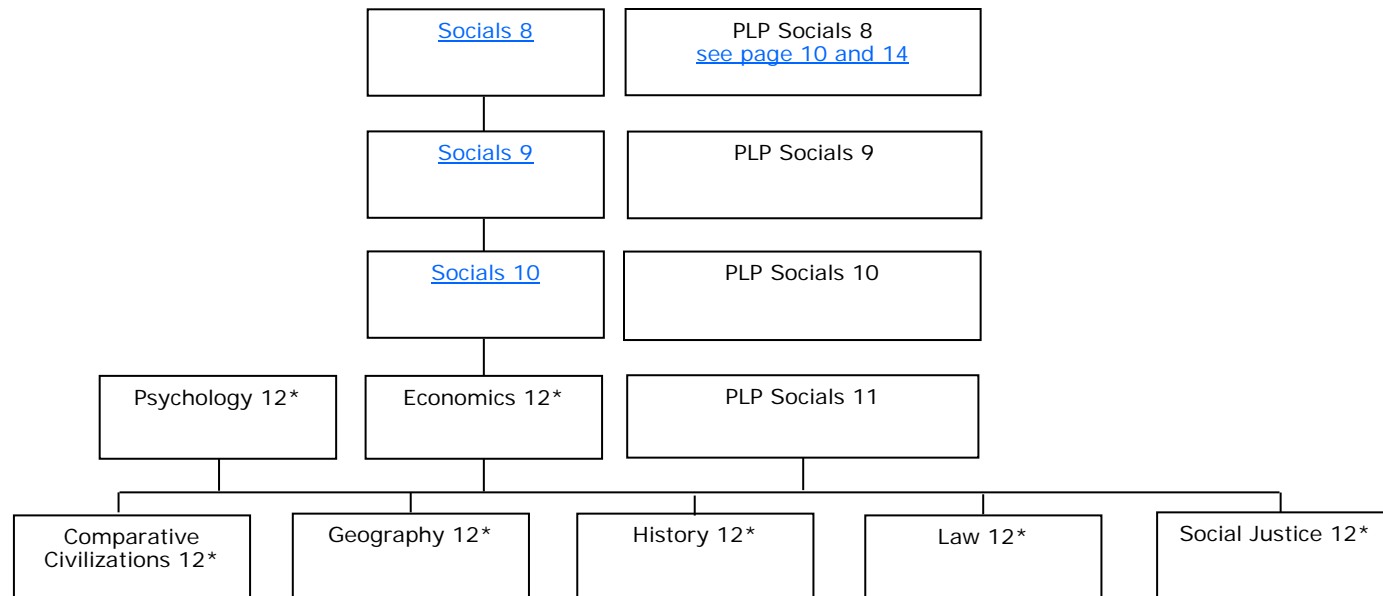 Socials 8
PLP Socials 8
see page 10 and 14
Socials 9
PLP Socials 9
Socials 10
PLP Socials 10
Psychology 12*
Economics 12*
PLP Socials 11
Comparative
Civilizations 12*
Geography 12*
History 12*
Law 12*
Social Justice 12*